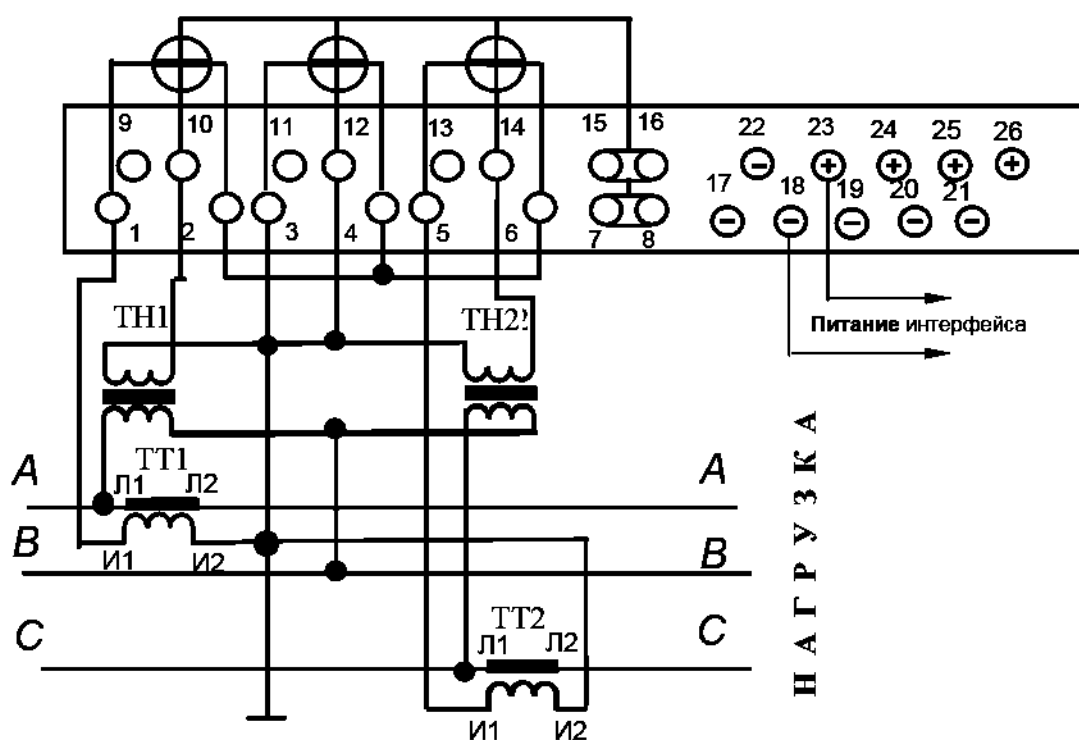 9 10 11 12 13 14 15 16
22 23 24 25 26
17 18 19 20 21
1 2 3 4 5 6 7 8
ТН1
ТН2
Питание интерфейса
ТТ1
A Л1 Л2 A
B И1 И2 B
ТТ2
C Л1 Л2 C
И1 И2
НАГРУЗКА